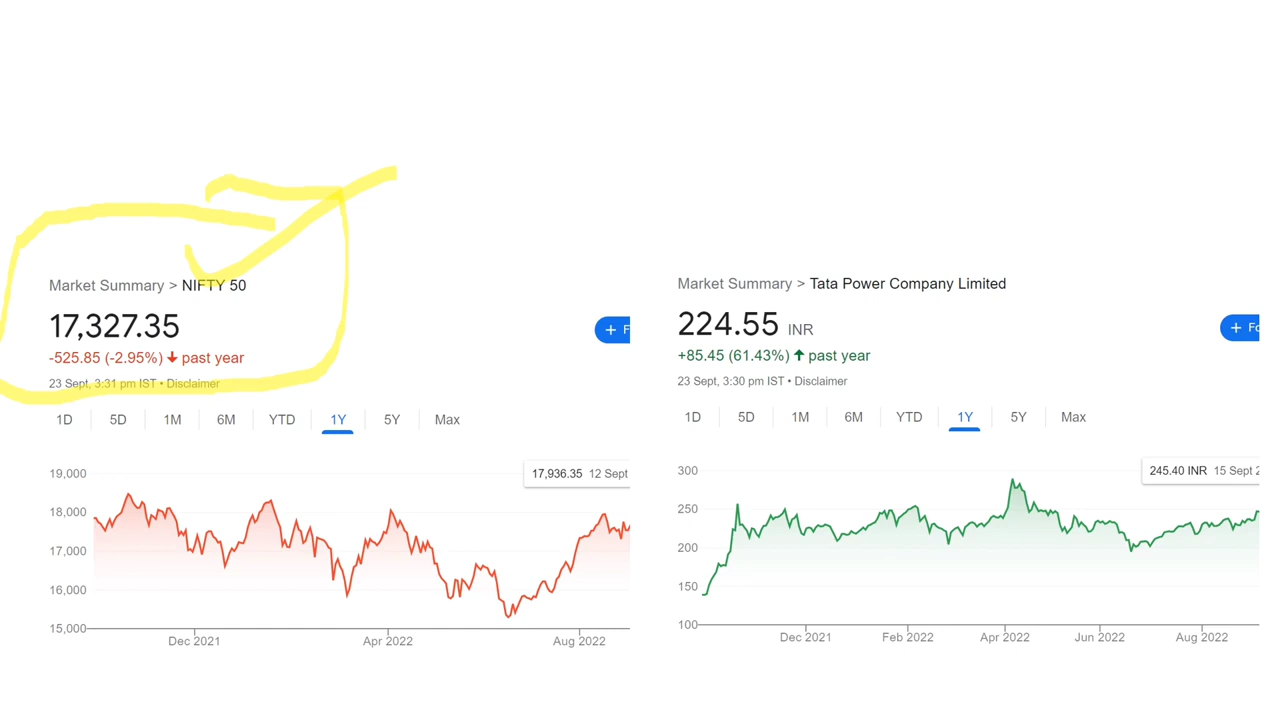 Market Summary > NIFTY 50
17,327.35
+ F
-525.85 (-2.95%) ↓ past year
23 Sept, 3:31 pm IST • Disclaimer
1D 5D 1M 6M YTD 1Y 5Y Max
17,936.35 12 Sept
19,000
18,000
17,000
16,000
15,000
Dec 2021 Apr 2022 Aug 2022
Market Summary > Tata Power Company Limited
224.55 INR
+ Fo
+85.45 (61.43%) ↑ past year
23 Sept, 3:30 pm IST • Disclaimer
1D 5D 1M 6M YTD 1Y 5Y Max
245.40 INR 15 Sept 2
300
250
200
150
100
Dec 2021 Feb 2022 Apr 2022 Jun 2022 Aug 2022